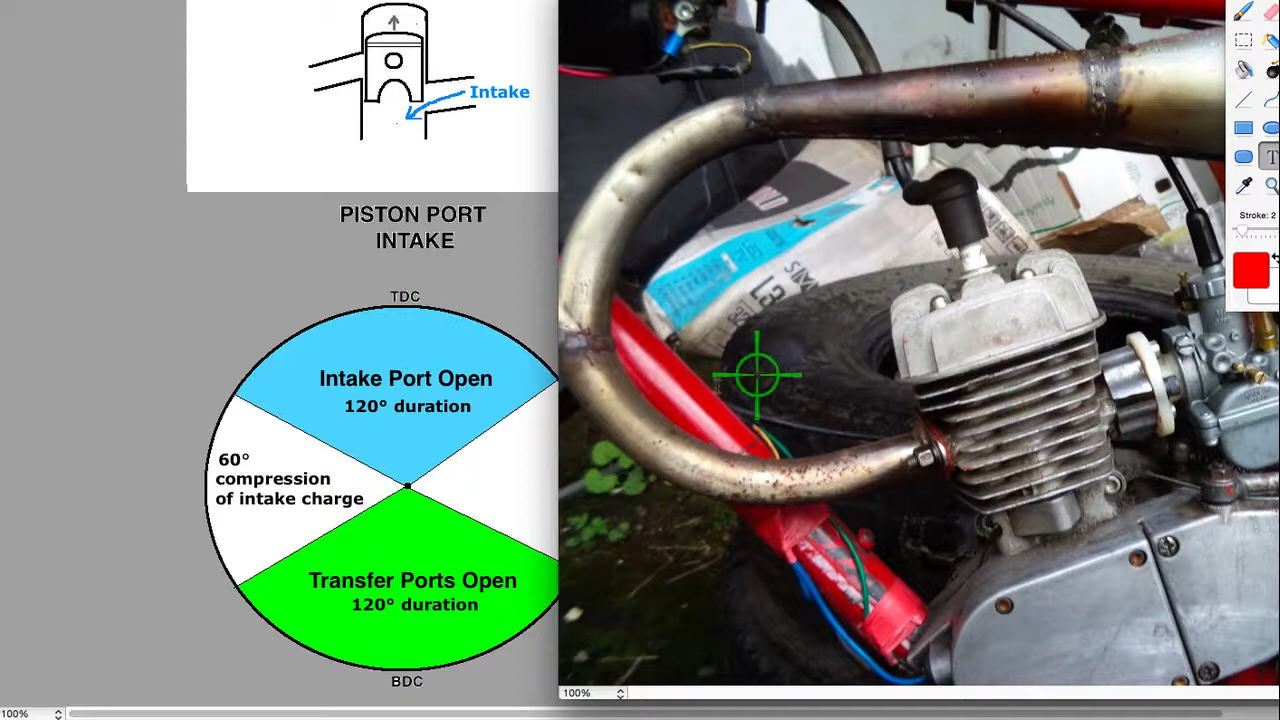 Intake
PISTON PORT
INTAKE
TDC
Intake Port Open
120° duration
60°
compression
of intake charge
Transfer Ports Open
120° duration
BDC
100%
100%
T
Stroke: 2